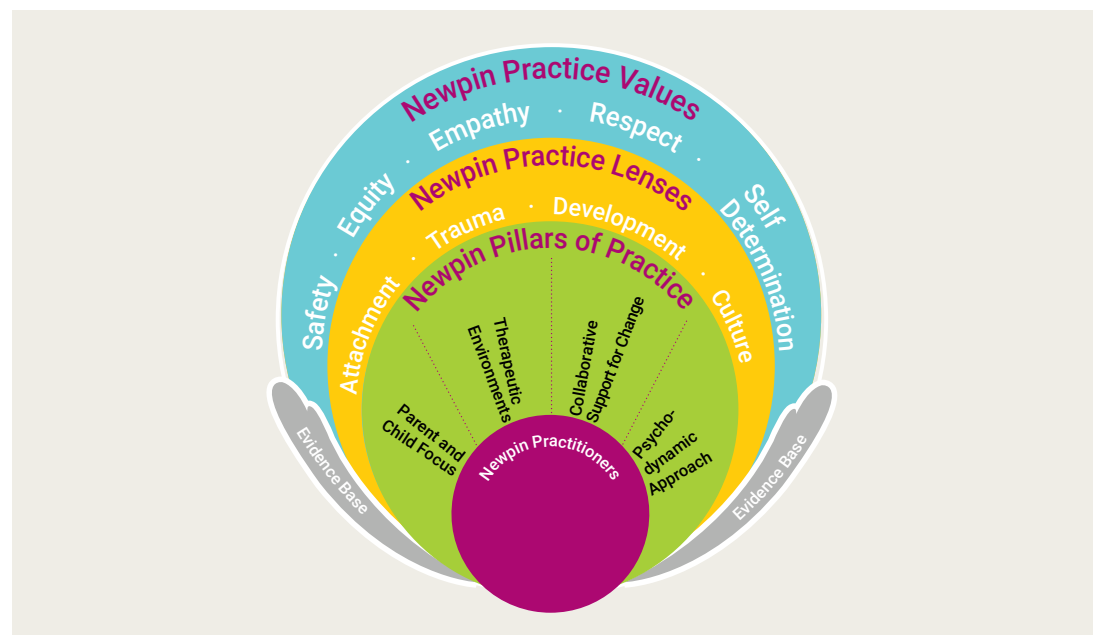 Newpin Practice Values
Safety · Equity · Empathy · Respect · Self
Determination
Newpin Practice Lenses
Attachment · Trauma · Development · Culture
Newpin Pillars of Practice
Parent and
Child Focus
Therapeutic
Environments
Collaborative
Support for Change
Psycho-
dynamic
Approach
Newpin Practitioners
Evidence Base
Evidence Base